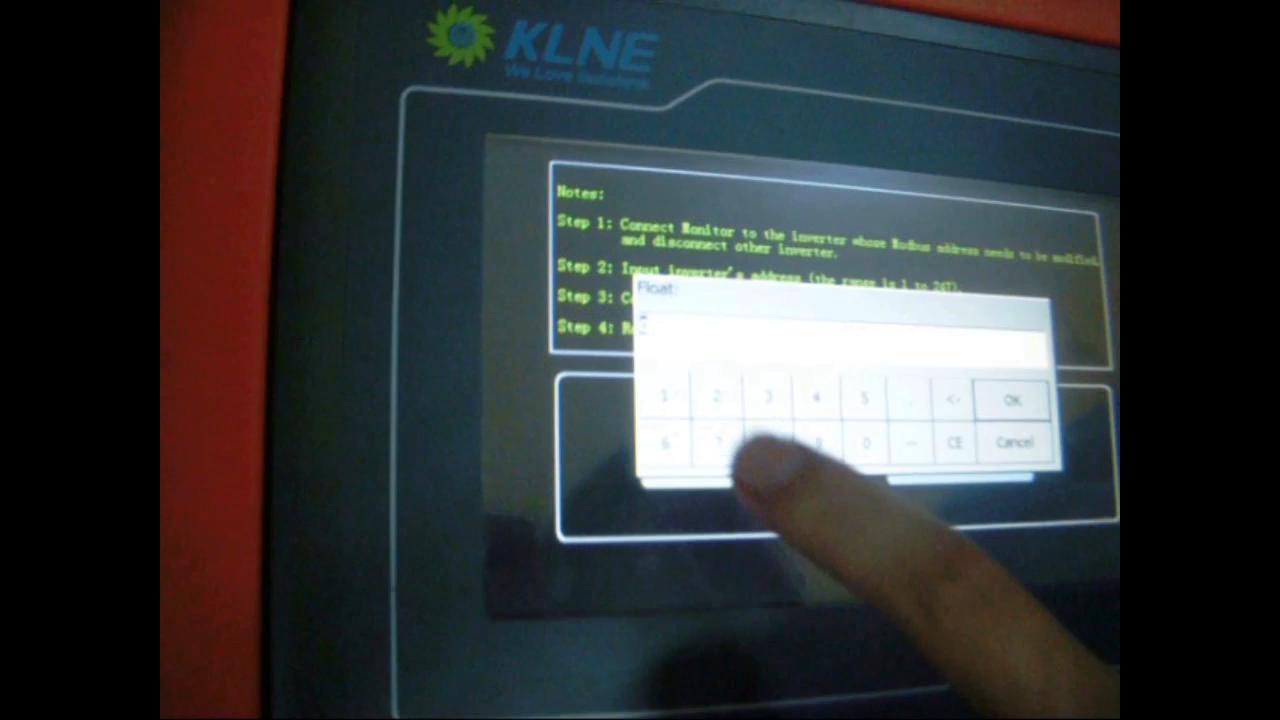 KLNE
We Love
Notes:
Step 1: Connect Monitor to the inverter whose Modbus address needs to be modified,
and disconnect other inverter.
Step 2: Input inverter's address (the range is 1 to 247).
Step 3:
Step 4:
Float:
1 2 3 4 5 . <- OK
6 7 9 0 - CE Cancel